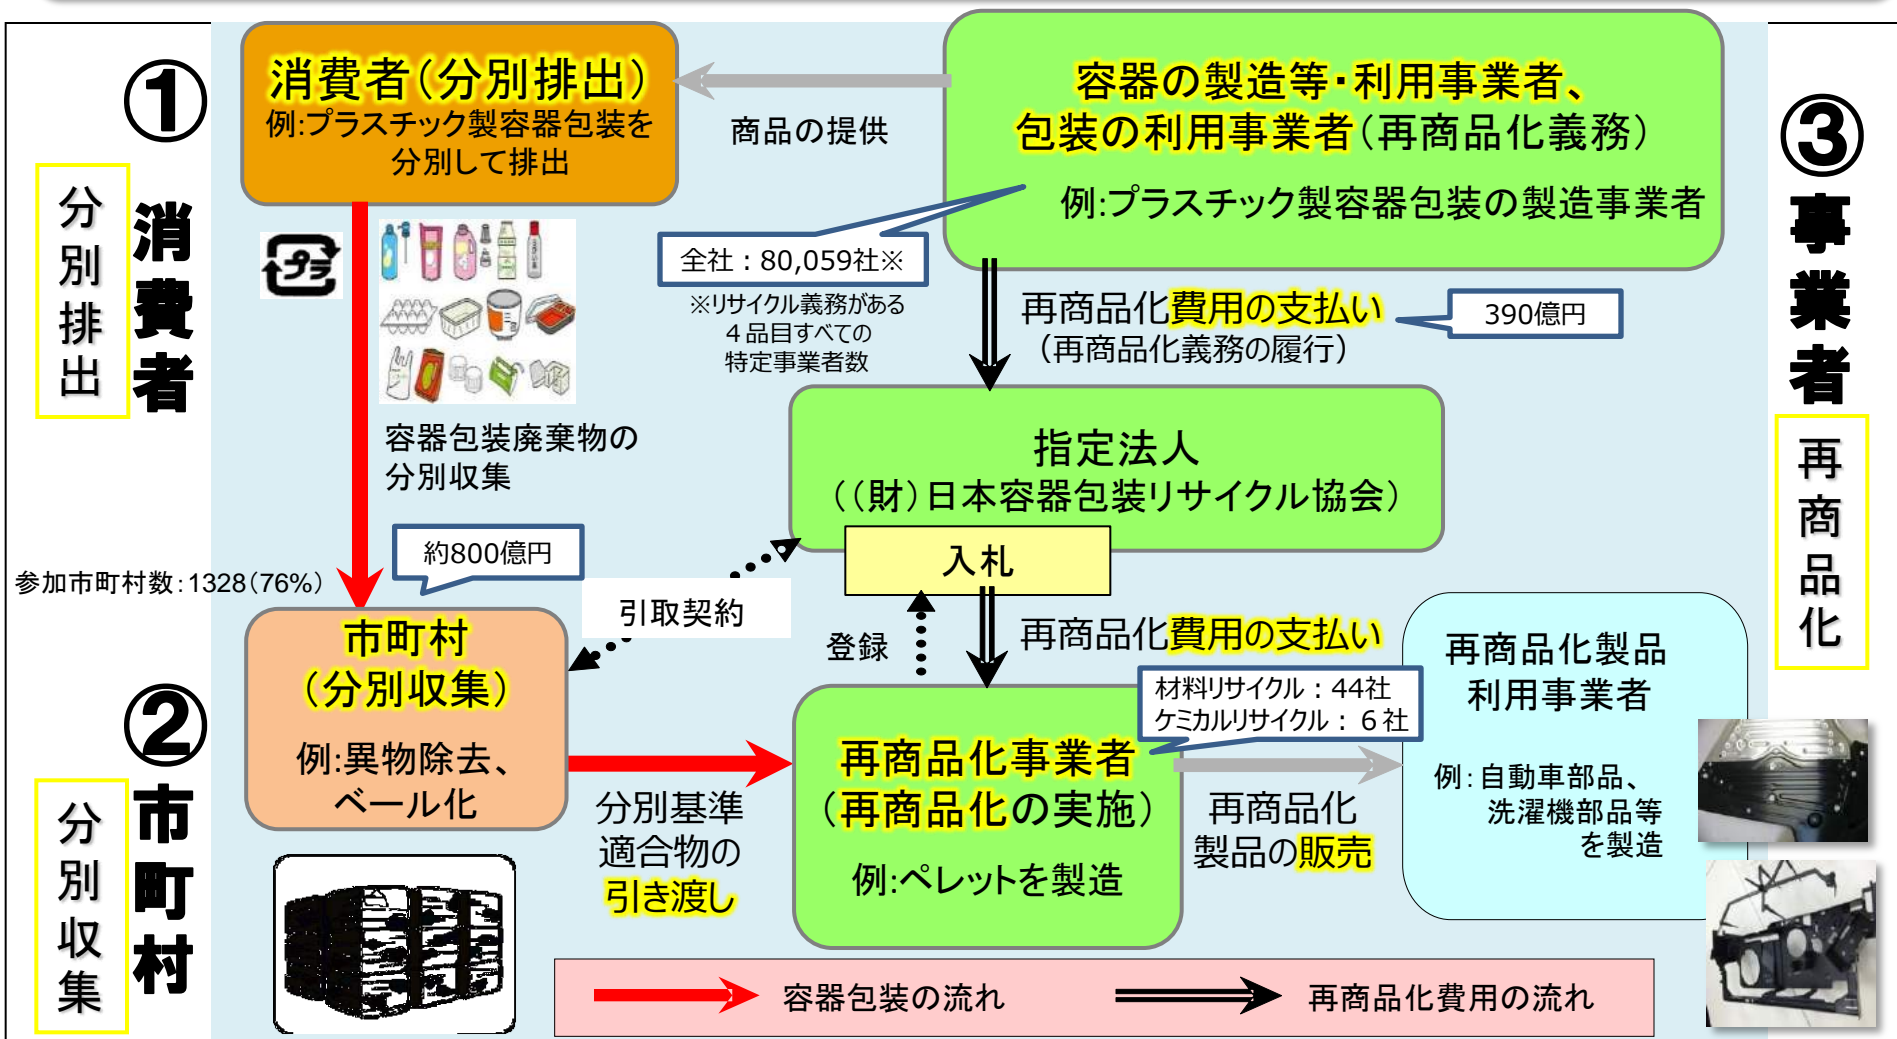 ①
消費者
分別排出
消費者(分別排出)
例:プラスチック製容器包装を
分別して排出
商品の提供
容器の製造等・利用事業者、
包装の利用事業者(再商品化義務)
例:プラスチック製容器包装の製造事業者
③
事業者
再商品化
プラ
全社：80,059社※
※リサイクル義務がある
４品目すべての
特定事業者数
再商品化費用の支払い
（再商品化義務の履行）
390億円
容器包装廃棄物の
分別収集
指定法人
((財)日本容器包装リサイクル協会)
入札
約800億円
参加市町村数:1328(76%)
引取契約
登録
再商品化費用の支払い
市町村
(分別収集)
例:異物除去、
ベール化
②
市町村
分別収集
分別基準
適合物の
引き渡し
材料リサイクル：44社
ケミカルリサイクル：６社
再商品化事業者
(再商品化の実施)
例:ペレットを製造
再商品化
製品の販売
再商品化製品
利用事業者
例:自動車部品、
洗濯機部品等
を製造
容器包装の流れ
再商品化費用の流れ